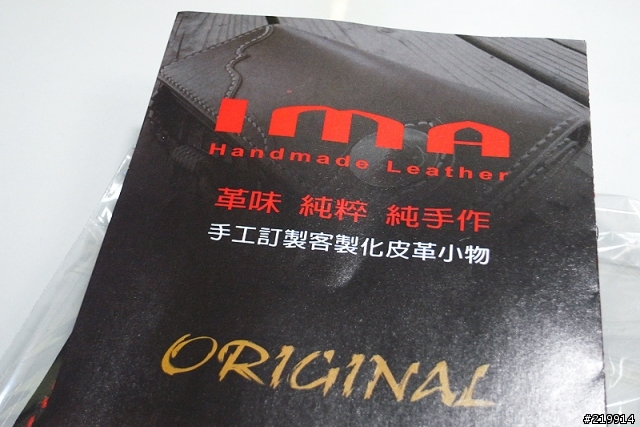 IMA
Handmade Leather
革味 純粹 純手作
手工訂製客製化皮革小物
ORIGINAL
#219914